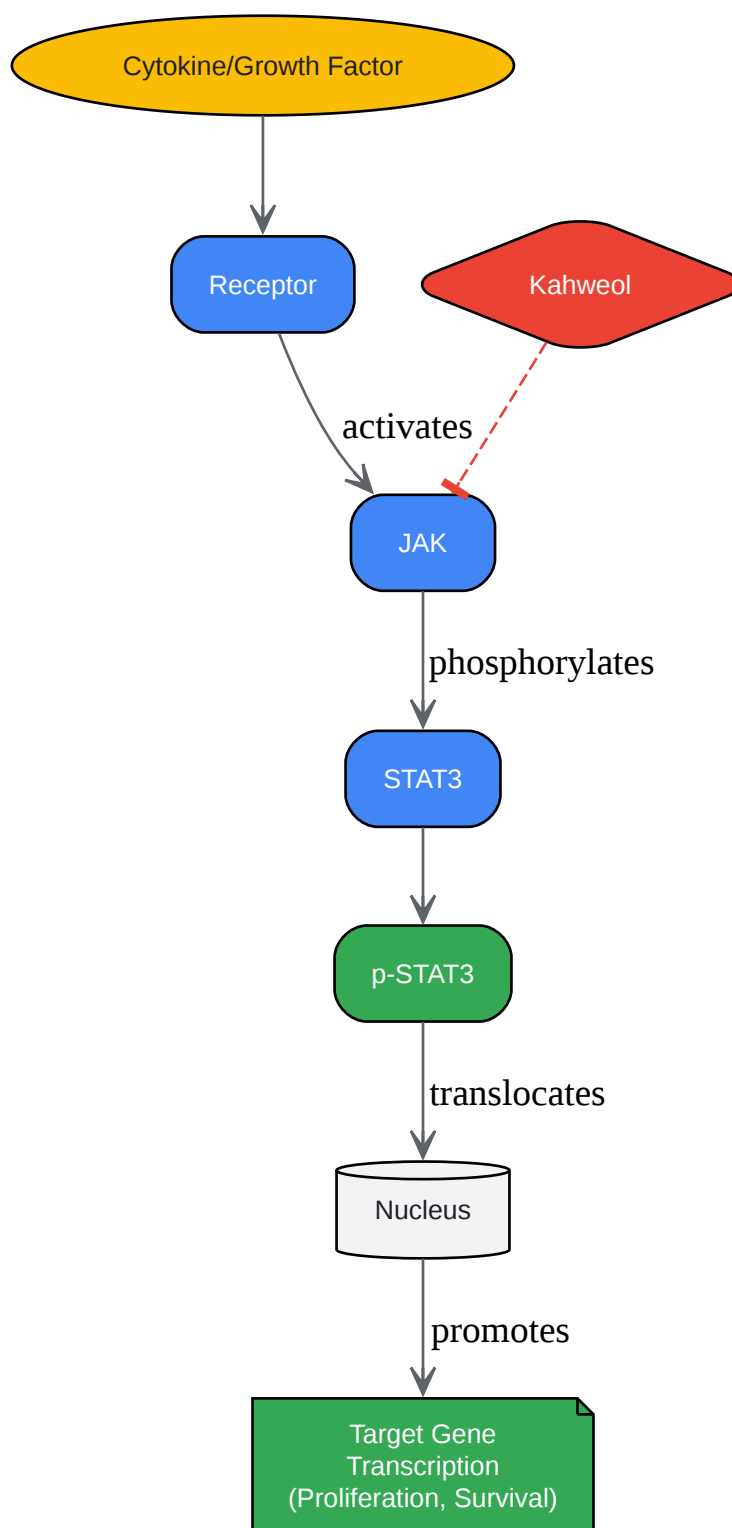 Cytokine/Growth Factor
Receptor
Kahweol
activates
JAK
phosphorylates
STAT3
p-STAT3
translocates
Nucleus
promotes
Target Gene
Transcription
(Proliferation, Survival)